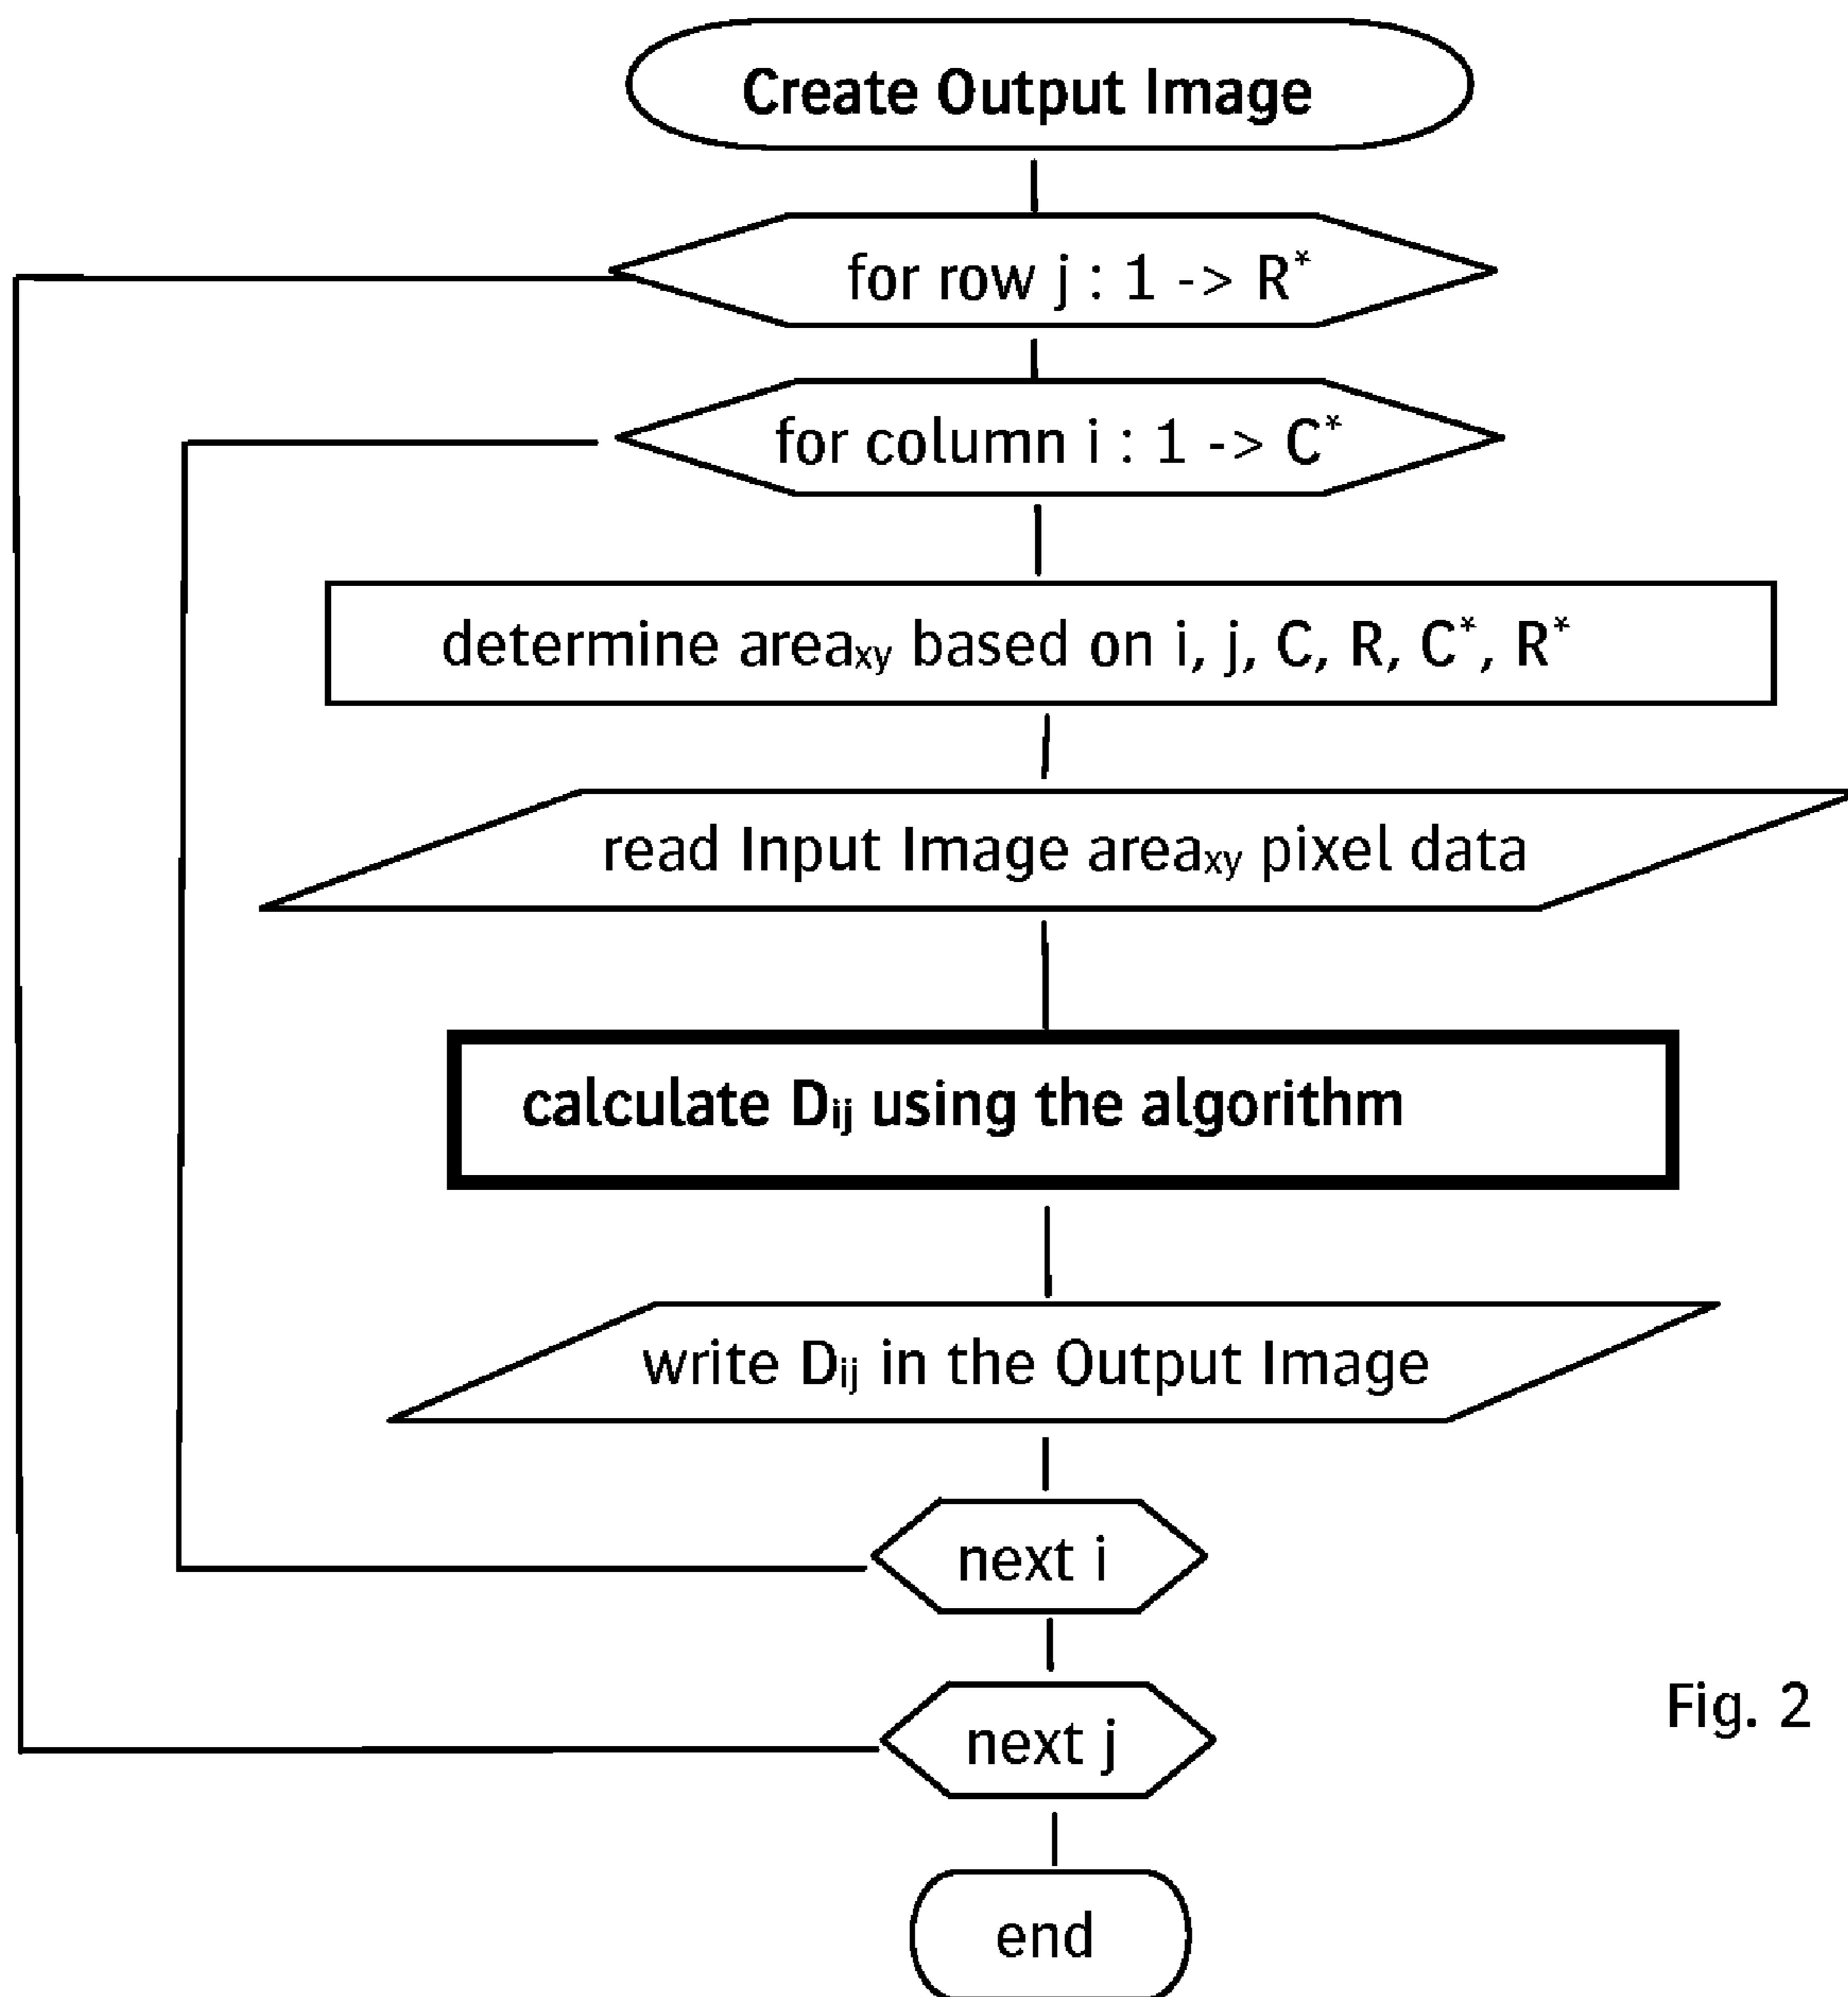 Create Output Image
for row j : 1 -> R*
for column i : 1 -> C*
determine areaxy based on i, j, C, R, C*, R*
read Input Image areaxy pixel data
calculate Dij using the algorithm
write Dij in the Output Image
next i
next j
Fig. 2
end